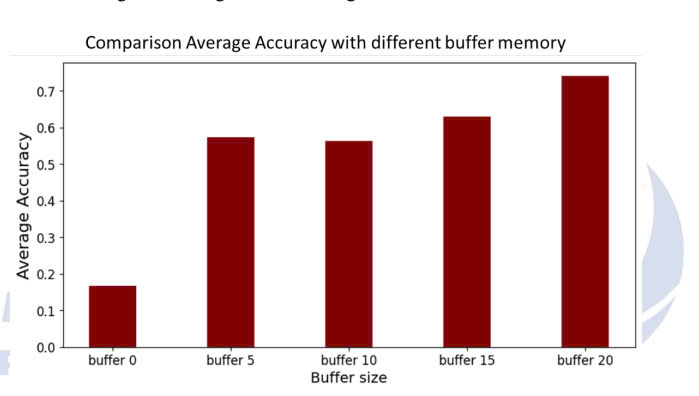 Comparison Average Accuracy with different buffer memory
Average Accuracy
0.7
0.6
0.5
0.4
0.3
0.2
0.1
0.0
buffer 0 buffer 5 buffer 10 buffer 15 buffer 20
Buffer size